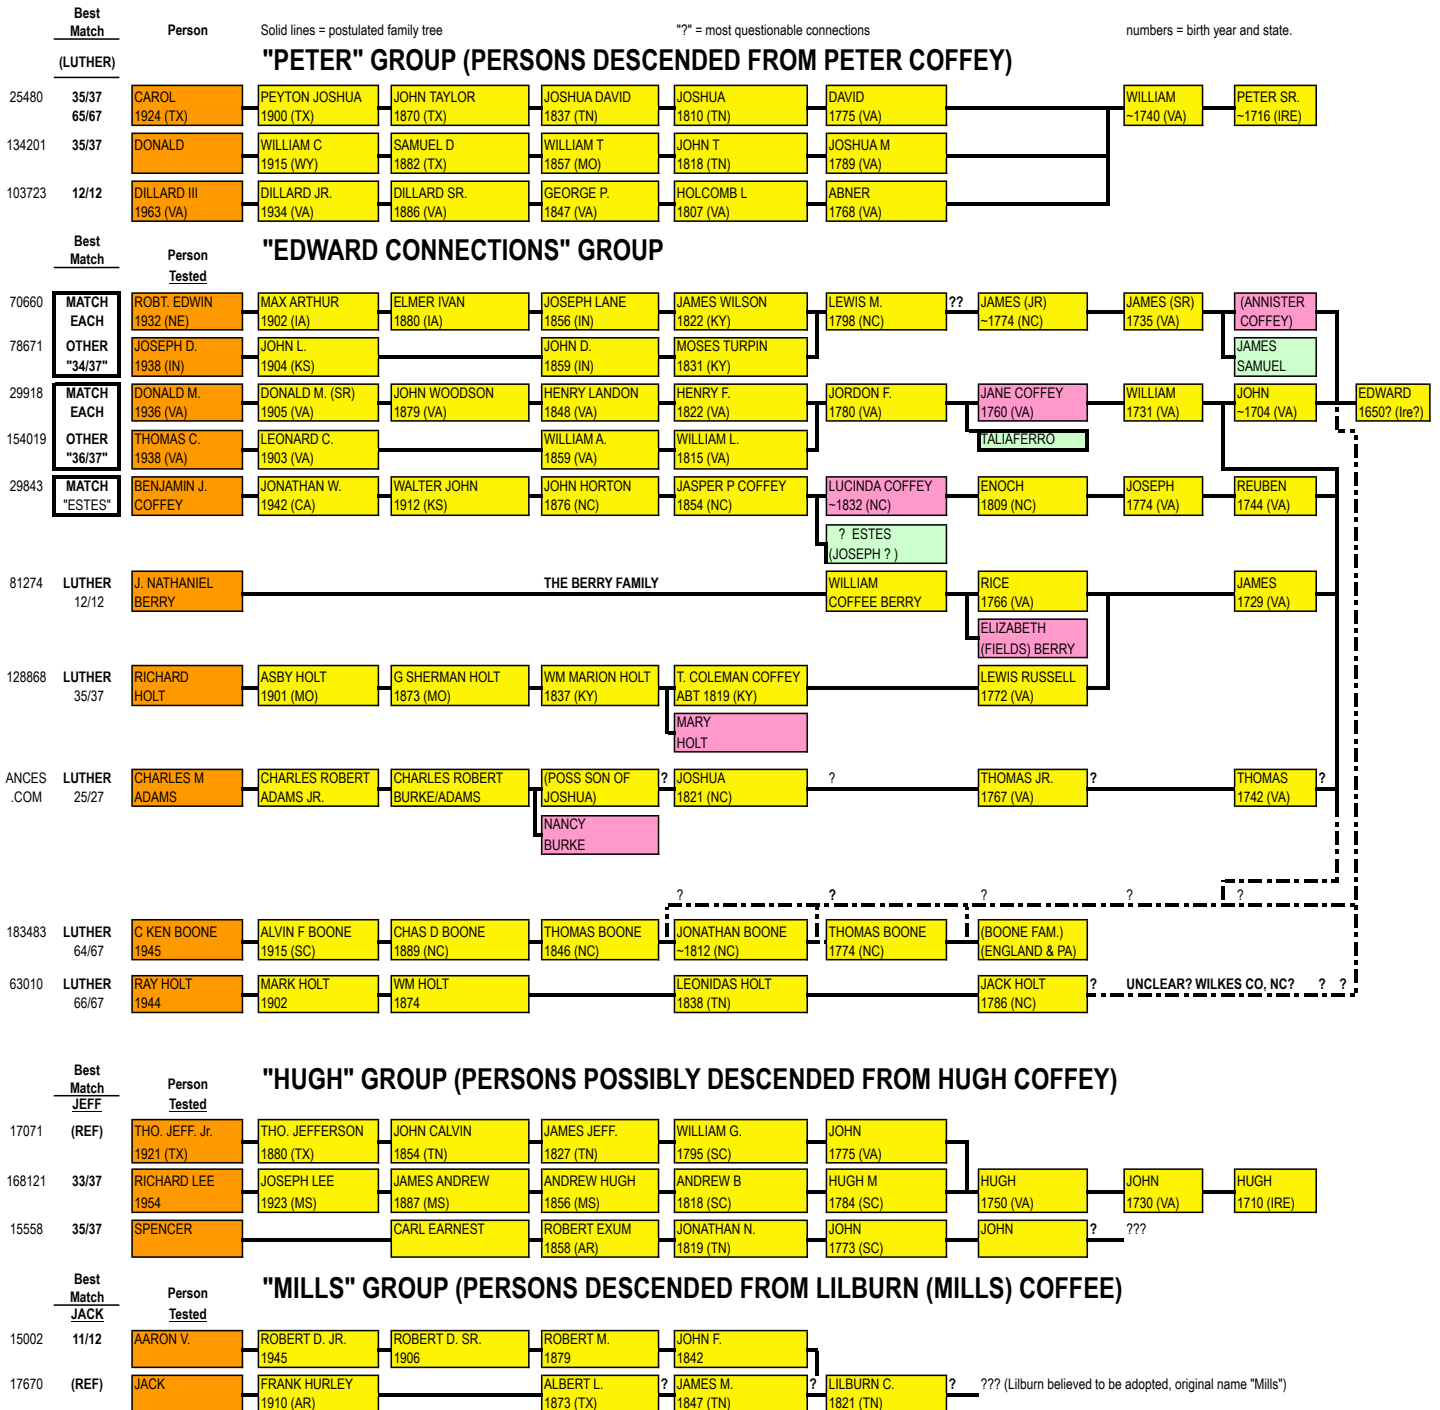 Best
Match Person Solid lines = postulated family tree "?" = most questionable connections numbers = birth year and state.
(LUTHER) "PETER" GROUP (PERSONS DESCENDED FROM PETER COFFEY)
25480 35/37 CAROL PEYTON JOSHUA JOHN TAYLOR JOSHUA DAVID JOSHUA DAVID WILLIAM PETER SR.
65/67 1924 (TX) 1900 (TX) 1870 (TX) 1837 (TN) 1810 (TN) 1775 (VA) ~1740 (VA) ~1716 (IRE)
134201 35/37 DONALD WILLIAM C SAMUEL D WILLIAM T JOHN T JOSHUA M
1915 (WY) 1882 (TX) 1857 (MO) 1818 (TN) 1789 (VA)
103723 12/12 DILLARD III DILLARD JR. DILLARD SR. GEORGE P. HOLCOMB L ABNER
1963 (VA) 1934 (VA) 1886 (VA) 1847 (VA) 1807 (VA) 1768 (VA)
Best
Match Person "EDWARD CONNECTIONS" GROUP
Tested
70660 MATCH ROBT. EDWIN MAX ARTHUR ELMER IVAN JOSEPH LANE JAMES WILSON LEWIS M. ?? JAMES (JR) JAMES (SR) (ANNISTER
EACH 1932 (NE) 1902 (IA) 1880 (IA) 1856 (IN) 1822 (KY) 1798 (NC) ~1774 (NC) 1735 (VA) COFFEY)
78671 OTHER JOSEPH D. JOHN L. JOHN D. MOSES TURPIN JAMES
"34/37" 1938 (IN) 1904 (KS) 1859 (IN) 1831 (KY) SAMUEL
29918 MATCH DONALD M. DONALD M. (SR) JOHN WOODSON HENRY LANDON HENRY F. JORDON F. JANE COFFEY WILLIAM JOHN EDWARD
EACH 1936 (VA) 1905 (VA) 1879 (VA) 1848 (VA) 1822 (VA) 1780 (VA) 1760 (VA) 1731 (VA) ~1704 (VA) 1650? (Ire?)
154019 OTHER THOMAS C. LEONARD C. WILLIAM A. WILLIAM L. TALIAFERRO
"36/37" 1938 (VA) 1903 (VA) 1859 (VA) 1815 (VA)
29843 MATCH BENJAMIN J. JONATHAN W. WALTER JOHN JOHN HORTON JASPER P COFFEY LUCINDA COFFEY ENOCH JOSEPH REUBEN
"ESTES" COFFEY 1942 (CA) 1912 (KS) 1876 (NC) 1854 (NC) ~1832 (NC) 1809 (NC) 1774 (VA) 1744 (VA)
? ESTES
(JOSEPH ? )
81274 LUTHER J. NATHANIEL THE BERRY FAMILY WILLIAM RICE JAMES
12/12 BERRY COFFEE BERRY 1766 (VA) 1729 (VA)
ELIZABETH
(FIELDS) BERRY
128868 LUTHER RICHARD ASBY HOLT G SHERMAN HOLT WM MARION HOLT T. COLEMAN COFFEY LEWIS RUSSELL
35/37 HOLT 1901 (MO) 1873 (MO) 1837 (KY) ABT 1819 (KY) 1772 (VA)
MARY
HOLT
ANCES LUTHER CHARLES M CHARLES ROBERT CHARLES ROBERT (POSS SON OF ? JOSHUA ? THOMAS JR. ? THOMAS ?
.COM 25/27 ADAMS ADAMS JR. BURKE/ADAMS JOSHUA) 1821 (NC) 1767 (VA) 1742 (VA)
NANCY
BURKE
? ? ? ? ?
183483 LUTHER C KEN BOONE ALVIN F BOONE CHAS D BOONE THOMAS BOONE JONATHAN BOONE THOMAS BOONE (BOONE FAM.)
64/67 1945 1915 (SC) 1889 (NC) 1846 (NC) ~1812 (NC) 1774 (NC) (ENGLAND & PA)
63010 LUTHER RAY HOLT MARK HOLT WM HOLT LEONIDAS HOLT JACK HOLT ? UNCLEAR? WILKES CO, NC? ? ?
66/67 1944 1902 1874 1838 (TN) 1786 (NC)
Best
Match Person "HUGH" GROUP (PERSONS POSSIBLY DESCENDED FROM HUGH COFFEY)
JEFF Tested
17071 (REF) THO. JEFF. Jr. THO. JEFFERSON JOHN CALVIN JAMES JEFF. WILLIAM G. JOHN
1921 (TX) 1880 (TX) 1854 (TN) 1827 (TN) 1795 (SC) 1775 (VA)
168121 33/37 RICHARD LEE JOSEPH LEE JAMES ANDREW ANDREW HUGH ANDREW B HUGH M HUGH JOHN HUGH
1954 1923 (MS) 1887 (MS) 1856 (MS) 1818 (SC) 1784 (SC) 1750 (VA) 1730 (VA) 1710 (IRE)
15558 35/37 SPENCER CARL EARNEST ROBERT EXUM JONATHAN N. JOHN JOHN ? ???
1858 (AR) 1819 (TN) 1773 (SC)
Best
Match Person "MILLS" GROUP (PERSONS DESCENDED FROM LILBURN (MILLS) COFFEE)
JACK Tested
15002 11/12 AARON V. ROBERT D. JR. ROBERT D. SR. ROBERT M. JOHN F.
1945 1906 1879 1842
17670 (REF) JACK FRANK HURLEY ALBERT L. ? JAMES M. ? LILBURN C. ? ??? (Lilburn believed to be adopted, original name "Mills")
1910 (AR) 1873 (TX) 1847 (TN) 1821 (TN)